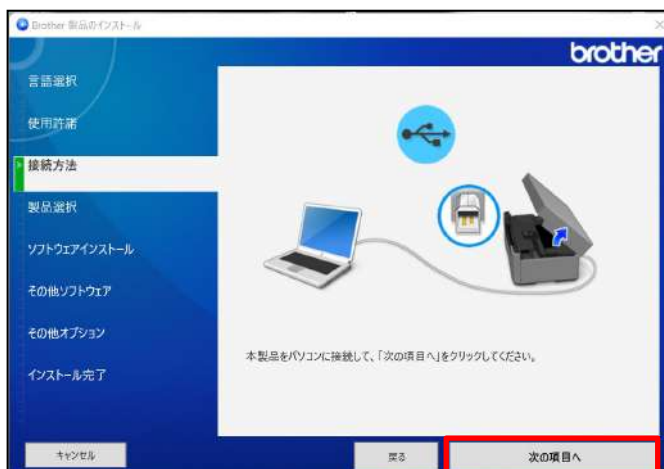 Brother 製品のインストール
brother
言語選択
使用許諾
接続方法
製品選択
ソフトウェアインストール
その他ソフトウェア
その他オプション
インストール完了
本製品をパソコンに接続して、「次の項目へ」をクリックしてください。
キャンセル
戻る
次の項目へ